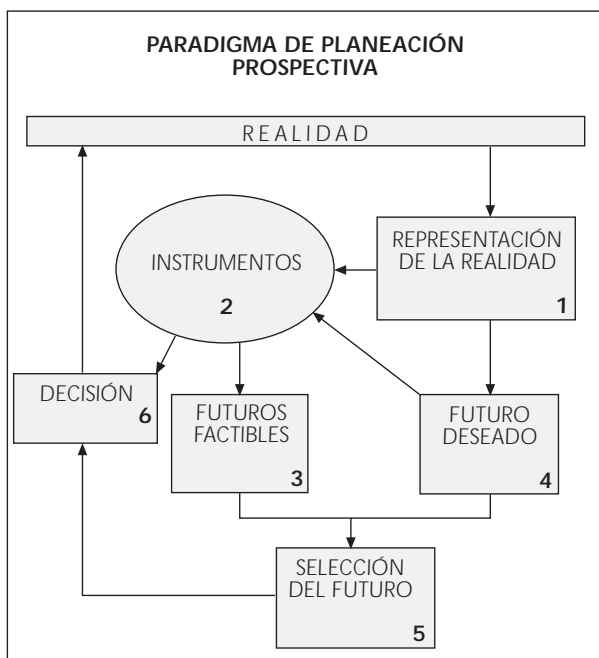 PARADIGMA DE PLANEACIÓN
PROSPECTIVA
REALIDAD
REPRESENTACIÓN
DE LA REALIDAD
1
INSTRUMENTOS
2
DECISIÓN
6
FUTUROS
FACTIBLES
3
FUTURO
DESEADO
4
SELECCIÓN
DEL FUTURO
5